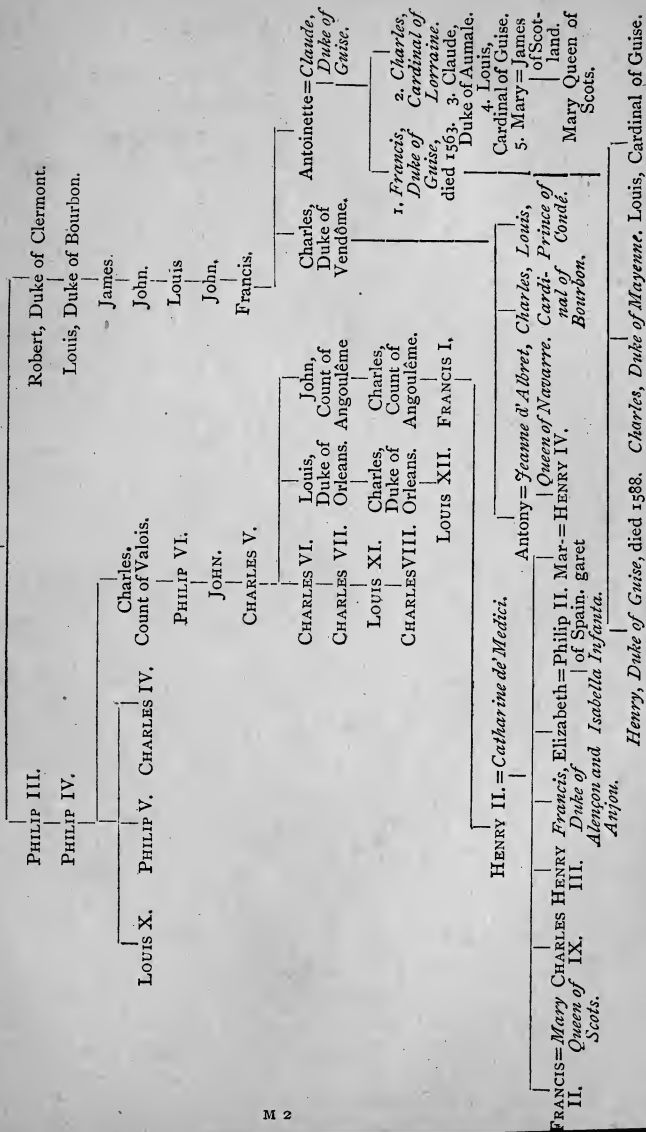 PHILIP III. Robert, Duke of Clermont.
PHILIP IV. Louis, Duke of Bourbon.
James.
John.
Louis
John,
Francis.
Charles.
Count of Valois.
LOUIS X. PHILIP V. CHARLES IV.
PHILIP VI.
JOHN.
CHARLES V.
Charles,
Duke of
Vendôme.
Antoinette=Claude,
Duke of
Guise.
CHARLES VI.
CHARLES VII.
LOUIS XI.
CHARLES VIII.
Louis,
Duke of
Orleans.
Charles,
Duke of
Orleans.
LOUIS XII.
John,
Count of
Angoulême
Charles,
Count of
Angoulême.
FRANCIS I.
1. Francis,
Duke of
Guise,
died 1563.
2. Charles,
Cardinal of
Lorraine.
3. Claude,
Duke of Aumale.
4. Louis,
Cardinal of Guise.
5. Mary=James
of Scot-
land.
Mary Queen of
Scots.
HENRY II.=Catharine de' Medici.
Antony=Jeanne d'Albret,
Queen of Navarre.
Charles,
Cardi-
nal of
Bourbon.
Louis,
Prince of
Condé.
FRANCIS=Mary
II. Queen of
Scots.
CHARLES
IX.
HENRY
III.
Francis,
Duke of
Alençon and
Anjou.
Elizabeth=Philip II.
of Spain.
Isabella Infanta.
Mar-=HENRY IV.
garet
Henry, Duke of Guise, died 1588. Charles, Duke of Mayenne. Louis, Cardinal of Guise.
M 2